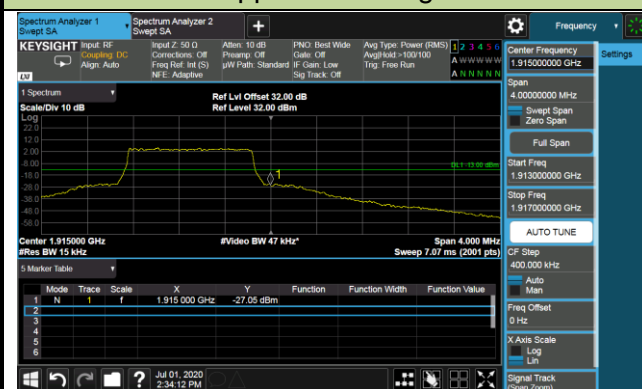 Spectrum Analyzer 1
Swept SA
Spectrum Analyzer 2
Swept SA
+
Frequency
KEYSIGHT
Input: RF
Coupling: DC
Align: Auto
Input Z: 50 Ω
Corrections: Off
Freq Ref: Int (S)
NFE: Adaptive
Atten: 10 dB
Preamp: Off
µW Path: Standard
PNO: Best Wide
Gate: Off
IF Gain: Low
Sig Track: Off
Avg Type: Power (RMS)
Avg|Hold:>100/100
Trig: Free Run
1 2 3 4 5 6
A W W W W W
A N N N N N
LXI
1 Spectrum
Scale/Div 10 dB
Ref Lvl Offset 32.00 dB
Ref Level 32.00 dBm
Log
22.0
12.0
2.00
-8.00
-18.0
-28.0
-38.0
-48.0
-58.0
DL1 -13.00 dBm
1
Center 1.915000 GHz
#Res BW 15 kHz
#Video BW 47 kHz*
Span 4.000 MHz
Sweep 7.07 ms (2001 pts)
5 Marker Table
Mode Trace Scale X Y Function Function Width Function Value
1 N 1 f 1.915 000 GHz -27.05 dBm
2
3
4
5
6
?
Jul 01, 2020
2:34:12 PM
Center Frequency
1.915000000 GHz
Settings
Span
4.00000000 MHz
Swept Span
Zero Span
Full Span
Start Freq
1.913000000 GHz
Stop Freq
1.917000000 GHz
AUTO TUNE
CF Step
400.000 kHz
Auto
Man
Freq Offset
0 Hz
X Axis Scale
Log
Lin
Signal Track
(Span Zoom)